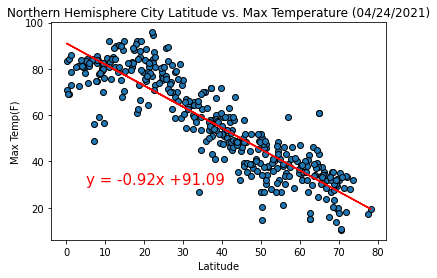 Northern Hemisphere City Latitude vs. Max Temperature (04/24/2021)
100
80
60
40
20
Max Temp(F)
y = -0.92x +91.09
0 10 20 30 40 50 60 70 80
Latitude